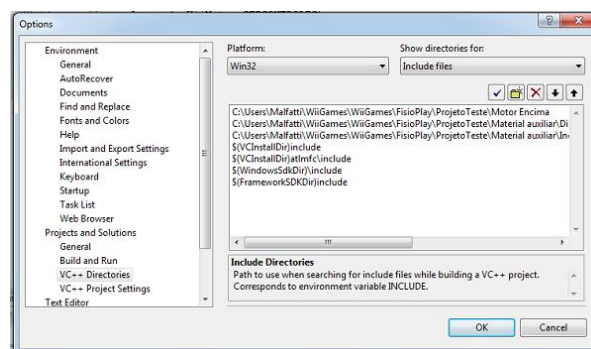 Options
Environment
General
AutoRecover
Documents
Find and Replace
Fonts and Colors
Help
Import and Export Settings
International Settings
Keyboard
Startup
Task List
Web Browser
Projects and Solutions
General
Build and Run
VC++ Directories
VC++ Project Settings
Text Editor
Platform:
Win32
Show directories for:
Include files
C:\Users\Malfatti\WiiGames\WiiGames\FisioPlay\ProjetoTeste\Motor Encima
C:\Users\Malfatti\WiiGames\WiiGames\FisioPlay\ProjetoTeste\Material auxiliar\Di
C:\Users\Malfatti\WiiGames\WiiGames\FisioPlay\ProjetoTeste\Material auxiliar\In
$(VCInstallDir)include
$(VCInstallDir)atlmfc\include
$(WindowsSdkDir)\include
$(FrameworkSDKDir)include
Include Directories
Path to use when searching for include files while building a VC++ project.
Corresponds to environment variable INCLUDE.
OK
Cancel